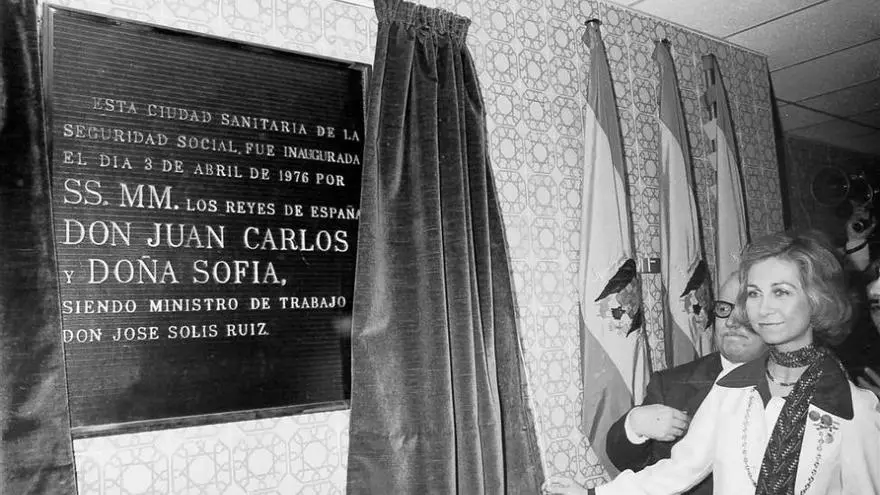 ESTA CIUDAD SANITARIA DE LA
SEGURIDAD SOCIAL, FUE INAUGURADA
EL DIA 3 DE ABRIL DE 1976 POR
SS. MM. LOS REYES DE ESPAÑA
DON JUAN CARLOS
Y DOÑA SOFIA,
SIENDO MINISTRO DE TRABAJO
DON JOSE SOLIS RUIZ.